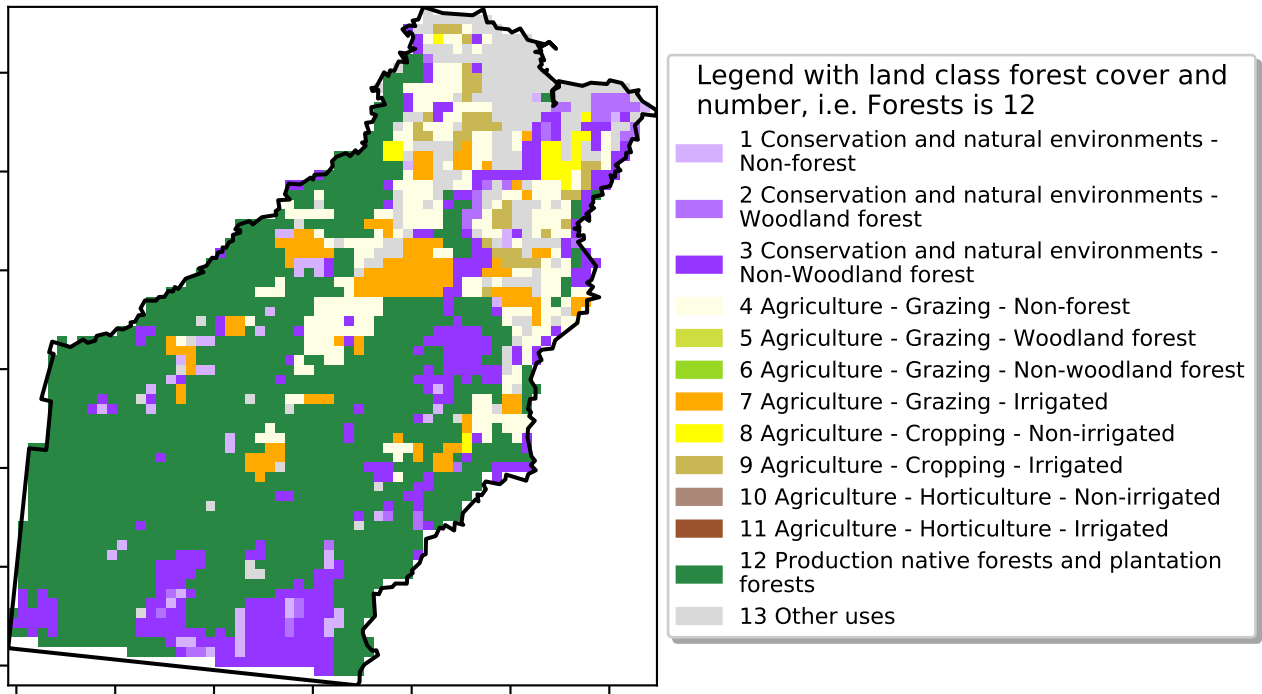 Legend with land class forest cover and
number, i.e. Forests is 12
1 Conservation and natural environments -
Non-forest
2 Conservation and natural environments -
Woodland forest
3 Conservation and natural environments -
Non-Woodland forest
4 Agriculture - Grazing - Non-forest
5 Agriculture - Grazing - Woodland forest
6 Agriculture - Grazing - Non-woodland forest
7 Agriculture - Grazing - Irrigated
8 Agriculture - Cropping - Non-irrigated
9 Agriculture - Cropping - Irrigated
10 Agriculture - Horticulture - Non-irrigated
11 Agriculture - Horticulture - Irrigated
12 Production native forests and plantation
forests
13 Other uses